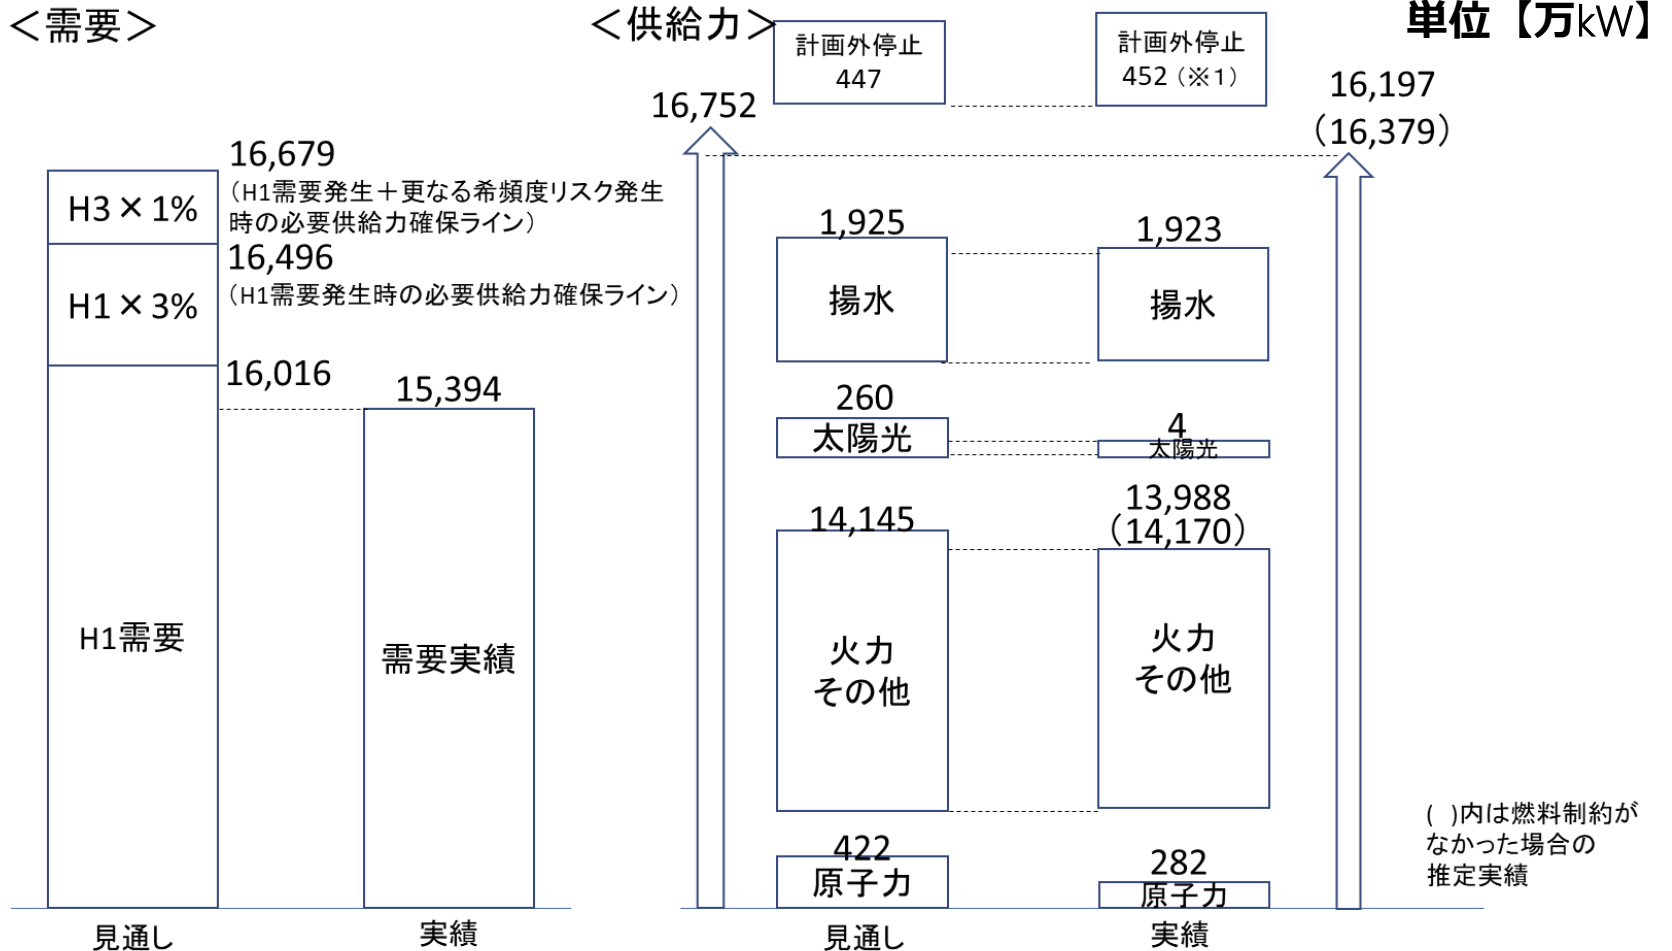 ＜需要＞
＜供給力＞
単位【万kW】
計画外停止
447
計画外停止
452（※1）
16,752
16,197
（16,379）
16,679
（H1需要発生＋更なる希頻度リスク発生
時の必要供給力確保ライン）
H3×1%
16,496
（H1需要発生時の必要供給力確保ライン）
H1×3%
16,016
15,394
H1需要
需要実績
1,925
揚水
1,923
揚水
260
太陽光
4
太陽光
14,145
火力
その他
13,988
（14,170）
火力
その他
422
原子力
282
原子力
(　)内は燃料制約が
なかった場合の
推定実績
見通し
実績
見通し
実績